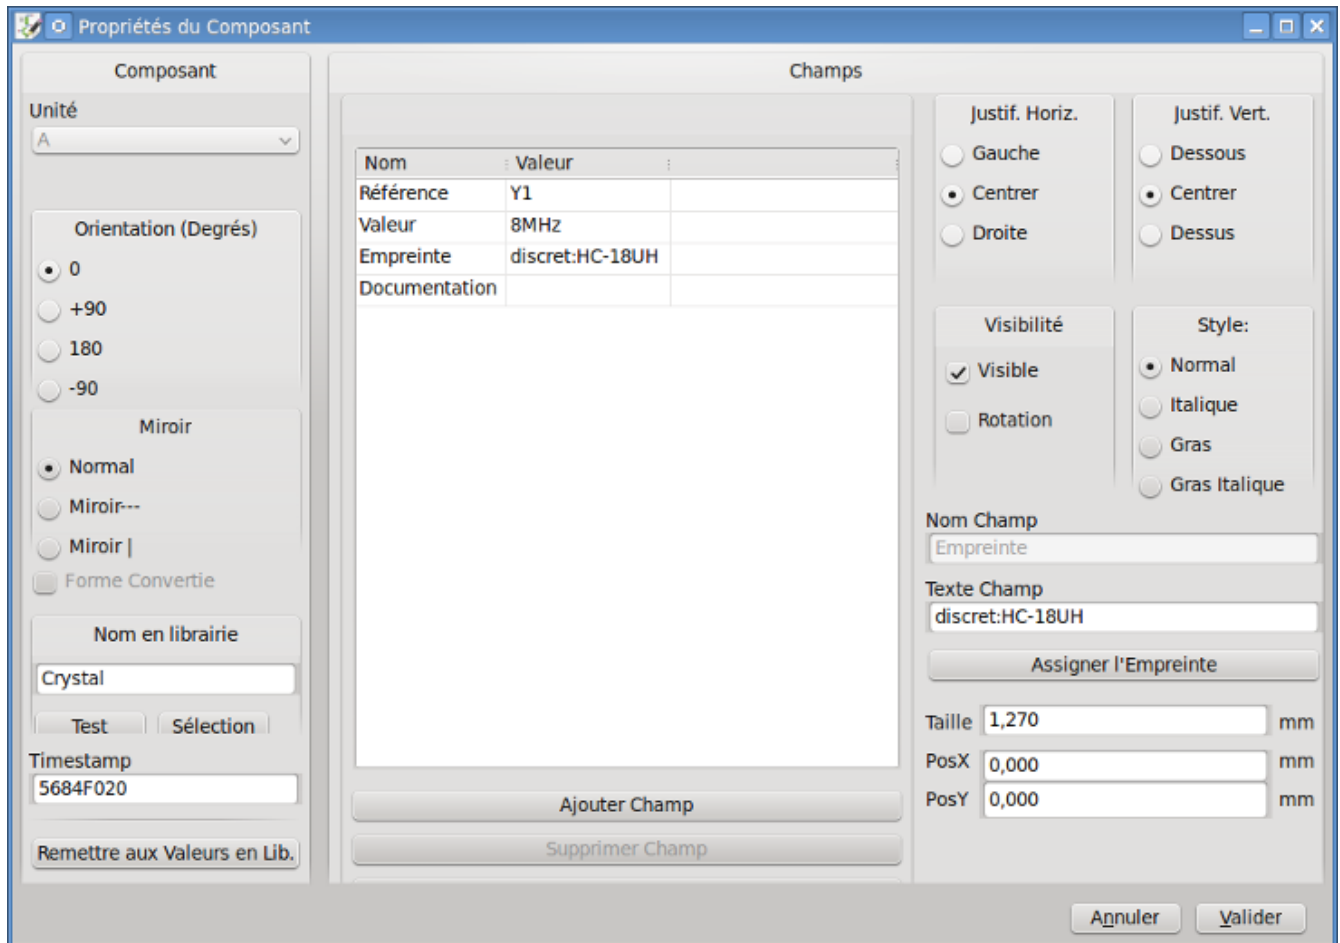 Propriétés du Composant
Composant
Unité
A
Orientation (Degrés)
0
+90
180
-90
Miroir
Normal
Miroir---
Miroir |
Forme Convertie
Nom en librairie
Crystal
Test Sélection
Timestamp
5684F020
Remettre aux Valeurs en Lib.
Champs
Nom Valeur
Référence Y1
Valeur 8MHz
Empreinte discret:HC-18UH
Documentation
Ajouter Champ
Supprimer Champ
Justif. Horiz.
Gauche
Centrer
Droite
Justif. Vert.
Dessous
Centrer
Dessus
Visibilité
Visible
Rotation
Style:
Normal
Italique
Gras
Gras Italique
Nom Champ
Empreinte
Texte Champ
discret:HC-18UH
Assigner l'Empreinte
Taille 1,270 mm
PosX 0,000 mm
PosY 0,000 mm
Annuler Valider